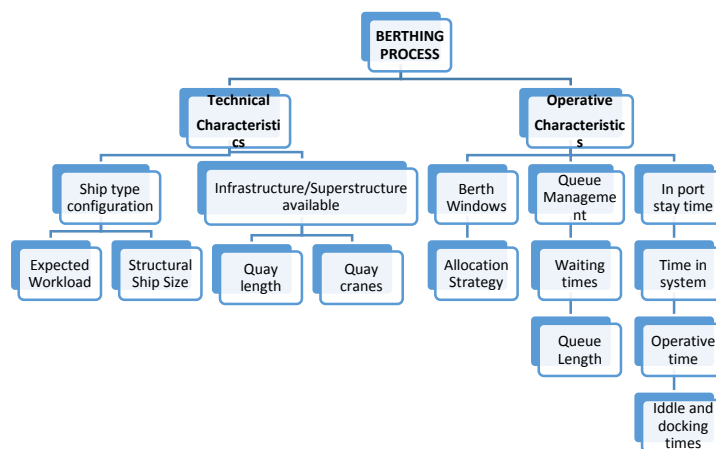 BERTHING
PROCESS
Technical
Characteristi
cs
Operative
Characteristic
s
Ship type
configuration
Infrastructure/Superstructure
available
Berth
Windows
Queue
Manageme
nt
In port
stay time
Expected
Workload
Structural
Ship Size
Quay
length
Quay
cranes
Allocation
Strategy
Waiting
times
Time in
system
Queue
Length
Operative
time
Iddle and
docking
times